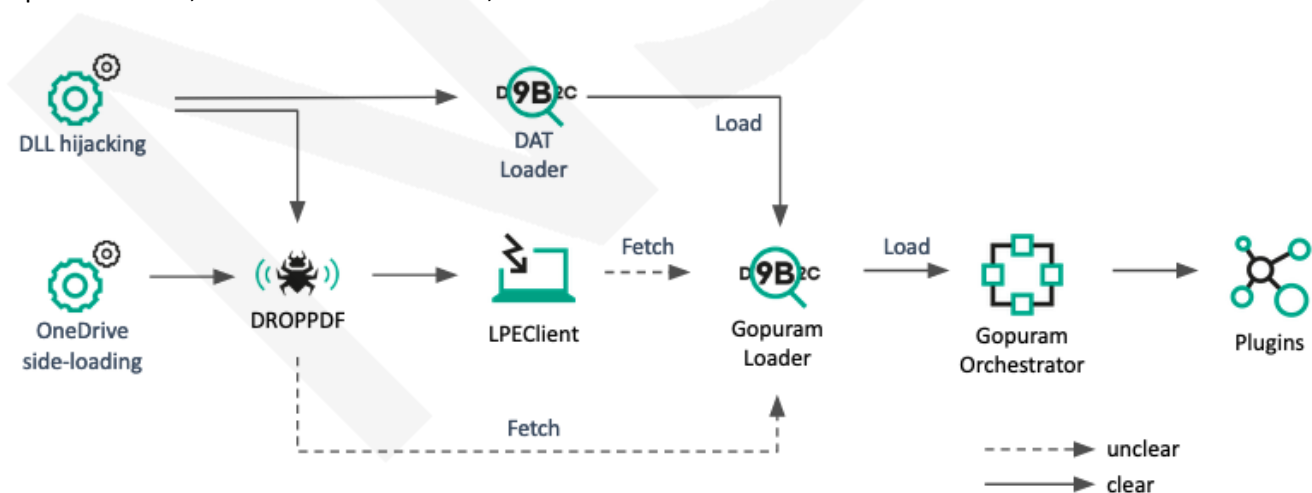 DLL hijacking
D9B2C
DAT
Loader
Load
OneDrive
side-loading
DROPPDF
LPEClient
Fetch
D9B2C
Gopuram
Loader
Load
Gopuram
Orchestrator
Plugins
Fetch
unclear
clear